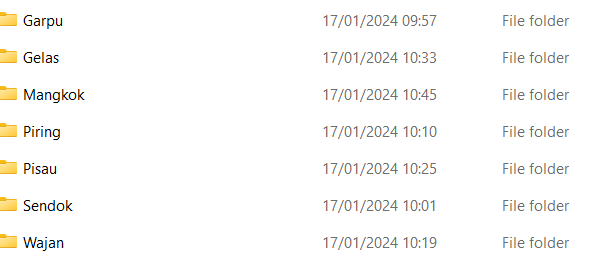 Garpu 17/01/2024 09:57 File folder
Gelas 17/01/2024 10:33 File folder
Mangkok 17/01/2024 10:45 File folder
Piring 17/01/2024 10:10 File folder
Pisau 17/01/2024 10:25 File folder
Sendok 17/01/2024 10:01 File folder
Wajan 17/01/2024 10:19 File folder